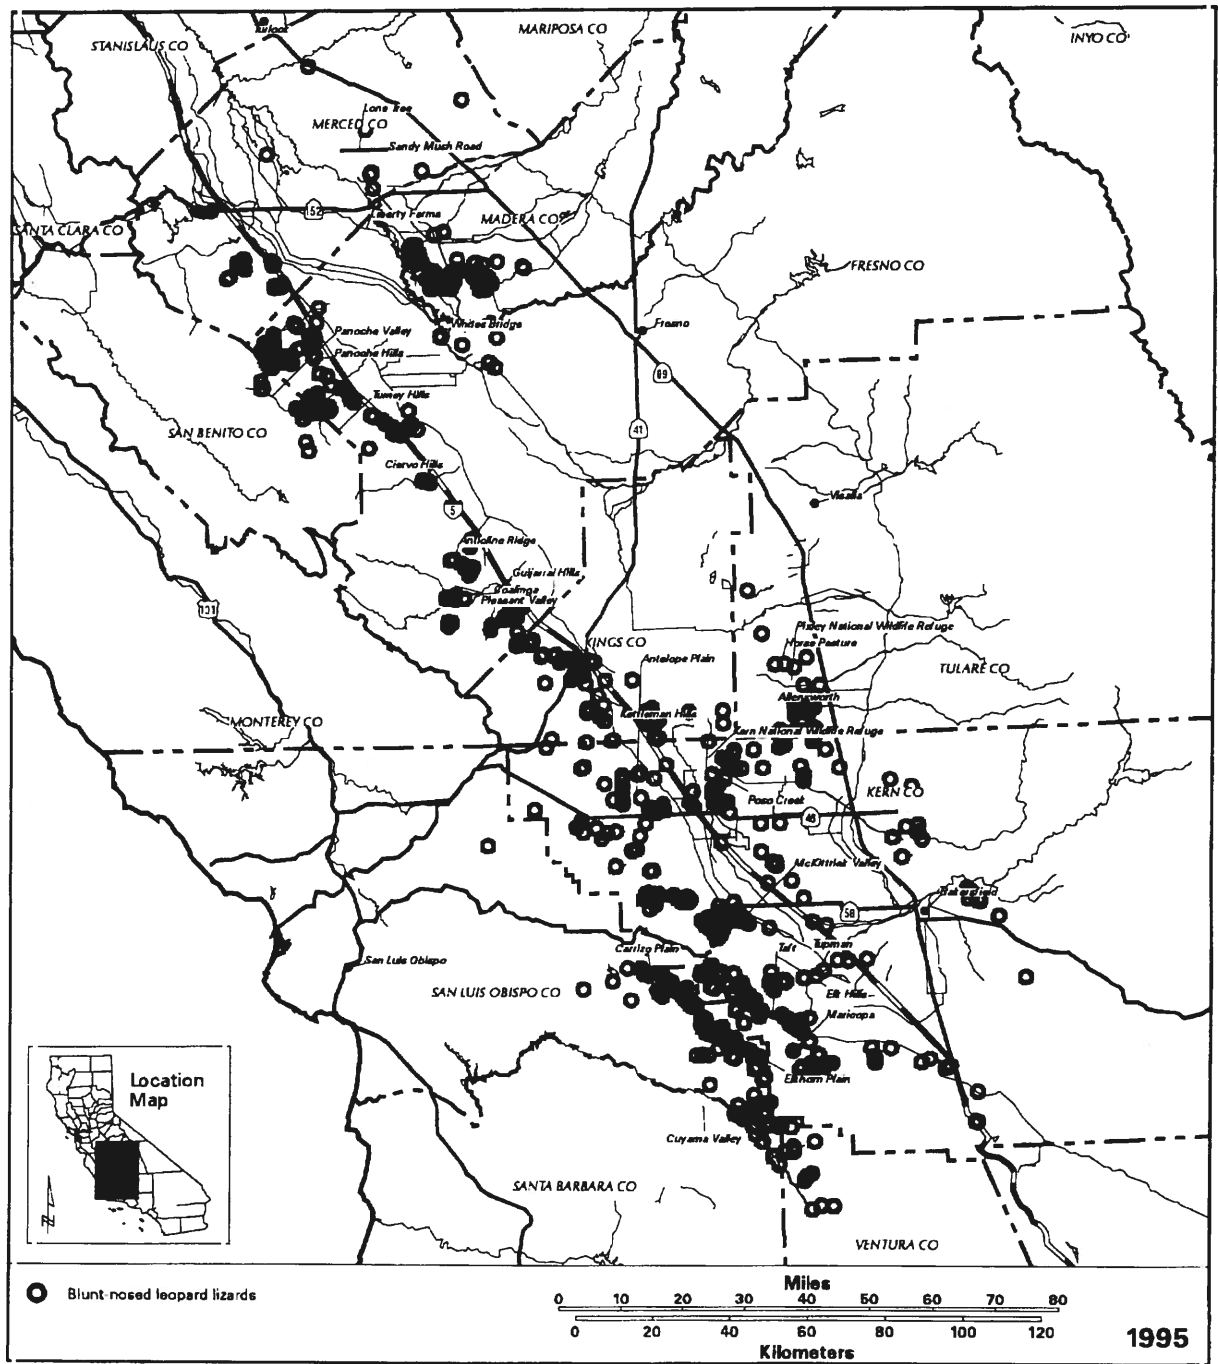 Turlock
STANISLAUS CO
MARIPOSA CO
INYO CO
Lone Tree
MERCED CO
Sandy Mush Road
152
Liberty Farms
MADERA CO
SANTA CLARA CO
FRESNO CO
Whites Bridge
Fresno
Panoche Valley
Panoche Hills
99
Tumey Hills
SAN BENITO CO
41
Ciervo Hills
Visalia
5
Anticline Ridge
Guijarral Hills
Coalinga
Pleasant Valley
101
Pixley National Wildlife Refuge
KINGS CO
Horse Pasture
Antelope Plain
TULARE CO
Allensworth
MONTEREY CO
Kettleman Hills
Kern National Wildlife Refuge
KERN CO
Poso Creek
46
McKittrick Valley
Bakersfield
58
Carrizo Plain
Taft
Tupman
San Luis Obispo
SAN LUIS OBISPO CO
Elk Hills
Maricopa
Location
Map
Elkhorn Plain
Cuyama Valley
SANTA BARBARA CO
N
VENTURA CO
Blunt-nosed leopard lizards
Miles
0 10 20 30 40 50 60 70 80
0 20 40 60 80 100 120
Kilometers
1995